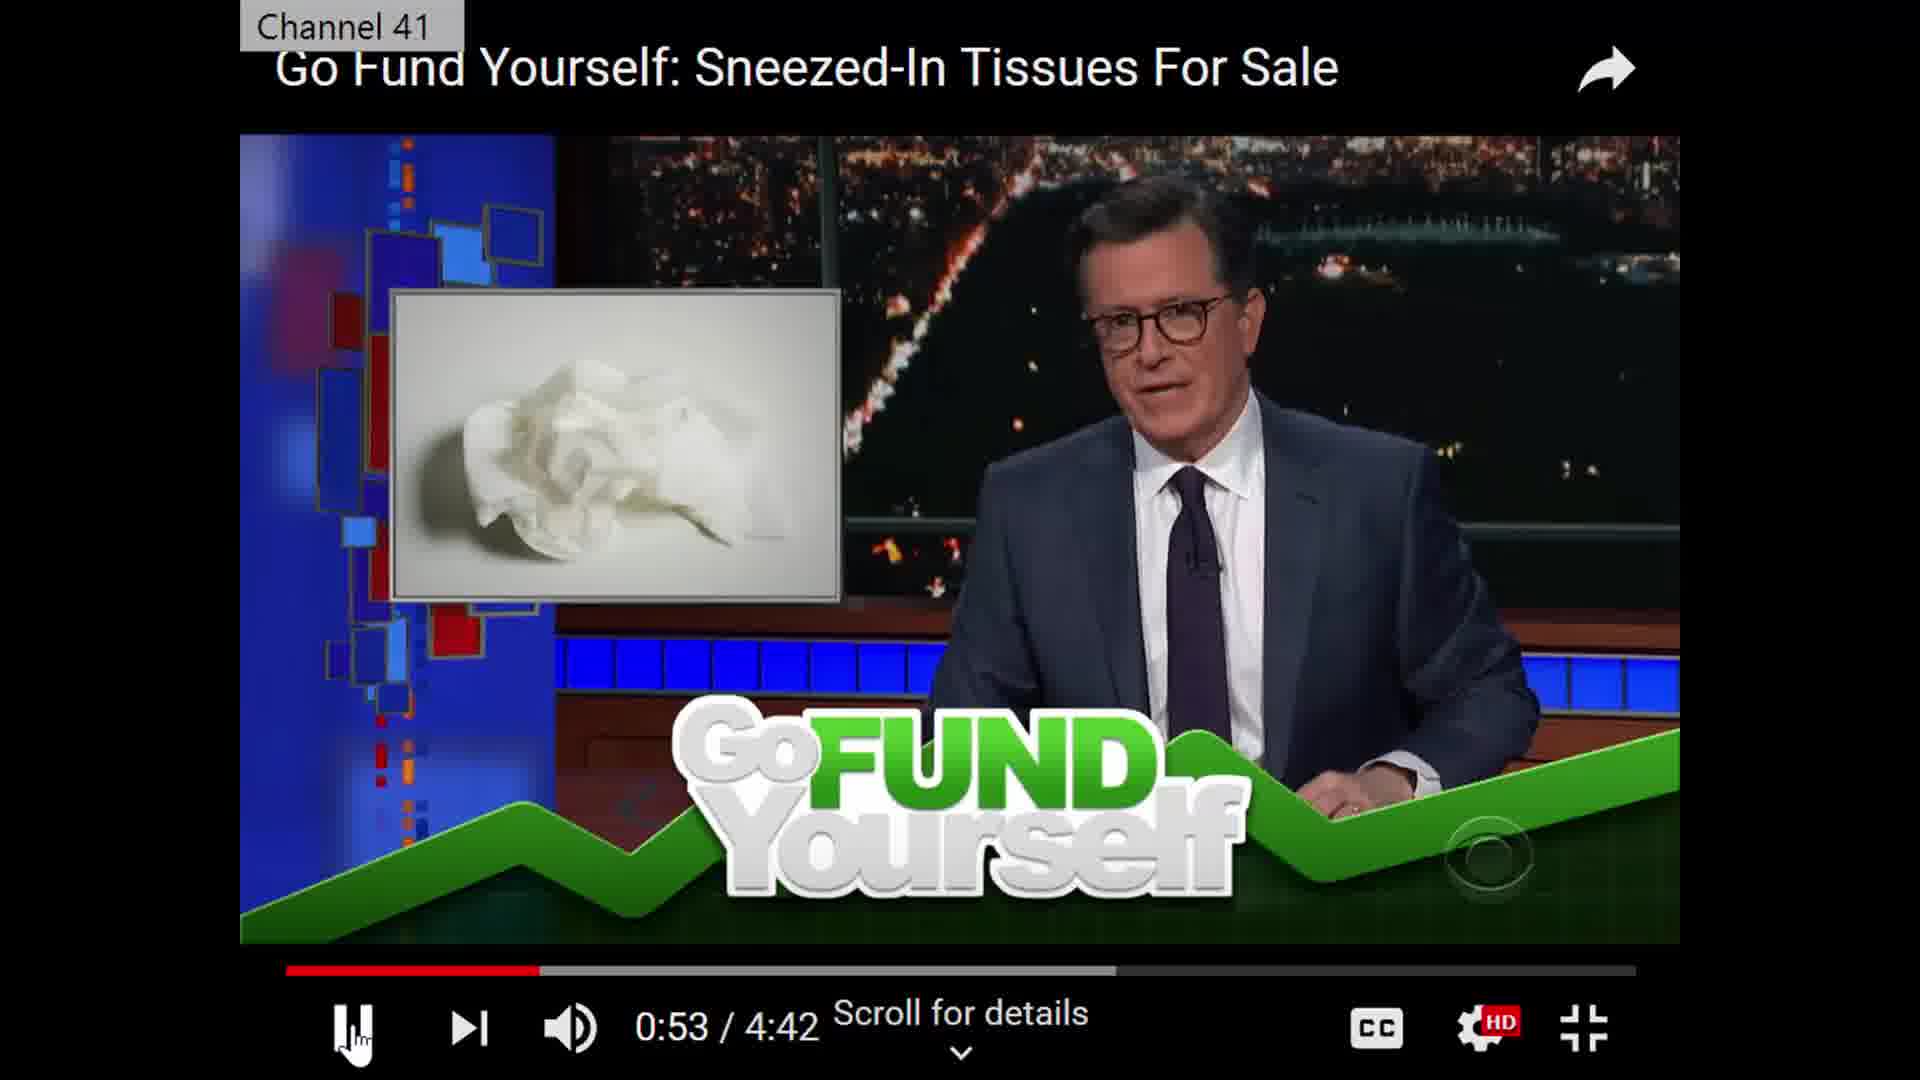 Channel 41
Go Fund Yourself: Sneezed-In Tissues For Sale
Go FUND
Yourself
0:53 / 4:42
Scroll for details
CC
HD